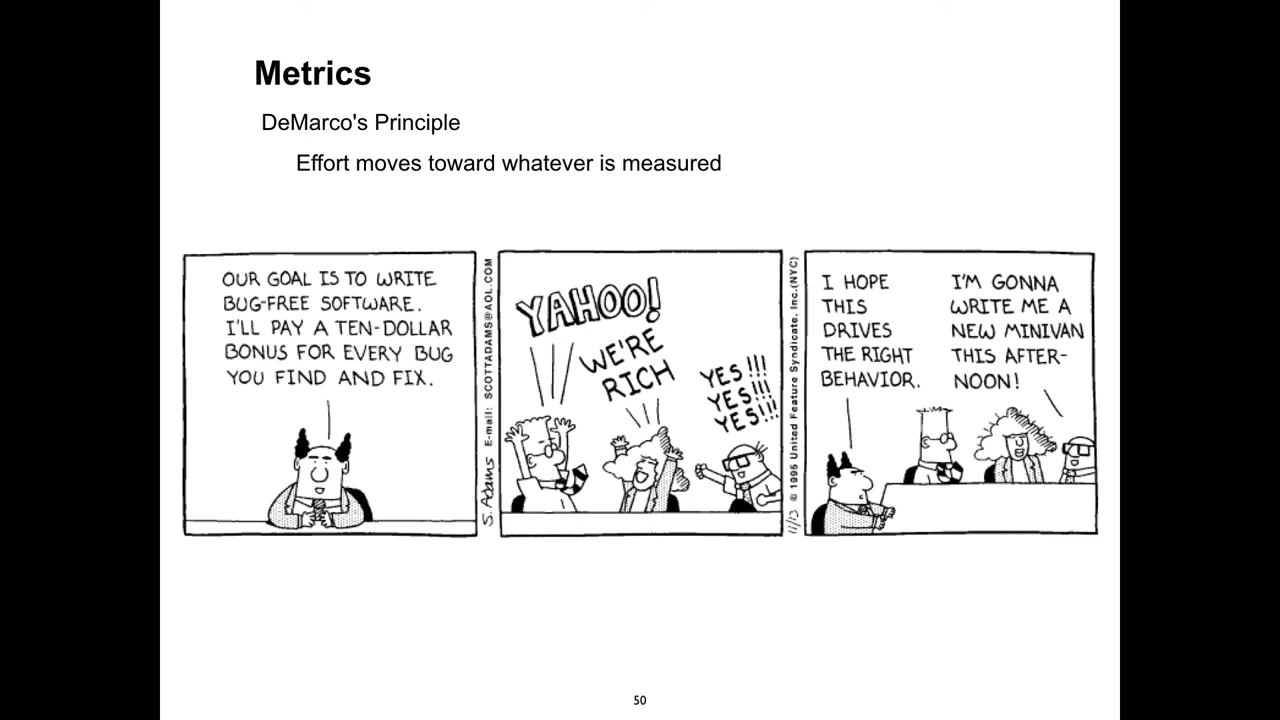 Metrics
DeMarco's Principle
Effort moves toward whatever is measured
OUR GOAL IS TO WRITE
BUG-FREE SOFTWARE.
I'LL PAY A TEN-DOLLAR
BONUS FOR EVERY BUG
YOU FIND AND FIX.
S. Adams E-mail: SCOTTADAMS@AOL.COM
YAHOO!
WE'RE
RICH
YES!!!
YES!!!
YES!!!
11/13 © 1995 United Feature Syndicate, Inc.(NYC)
I HOPE
THIS
DRIVES
THE RIGHT
BEHAVIOR.
I'M GONNA
WRITE ME A
NEW MINIVAN
THIS AFTER-
NOON!
50